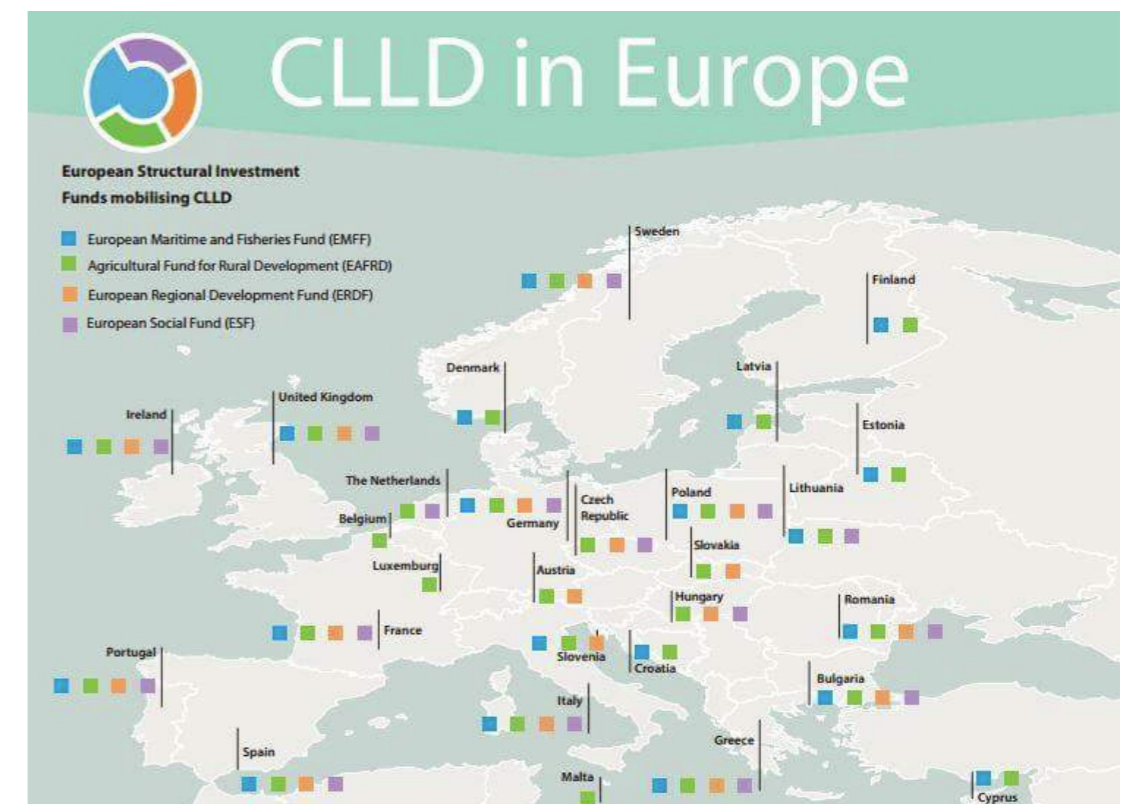 CLLD in Europe
European Structural Investment
Funds mobilising CLLD
European Maritime and Fisheries Fund (EMFF)
Agricultural Fund for Rural Development (EAFRD)
European Regional Development Fund (ERDF)
European Social Fund (ESF)
Sweden
Finland
Denmark
Latvia
United Kingdom
Ireland
Estonia
The Netherlands
Lithuania
Poland
Czech
Republic
Belgium
Germany
Slovakia
Luxemburg
Austria
Hungary
Romania
France
Portugal
Slovenia
Croatia
Bulgaria
Italy
Greece
Spain
Malta
Cyprus